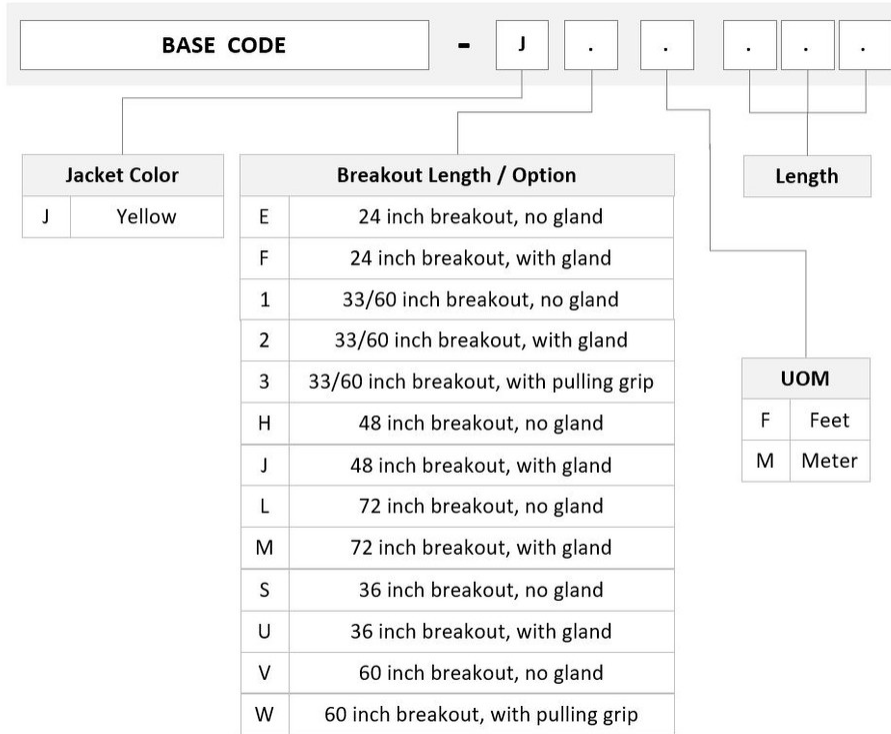 BASE CODE - J . . . . .
Jacket Color
J Yellow
Breakout Length / Option
E 24 inch breakout, no gland
F 24 inch breakout, with gland
1 33/60 inch breakout, no gland
2 33/60 inch breakout, with gland
3 33/60 inch breakout, with pulling grip
H 48 inch breakout, no gland
J 48 inch breakout, with gland
L 72 inch breakout, no gland
M 72 inch breakout, with gland
S 36 inch breakout, no gland
U 36 inch breakout, with gland
V 60 inch breakout, no gland
W 60 inch breakout, with pulling grip
Length
UOM
F Feet
M Meter